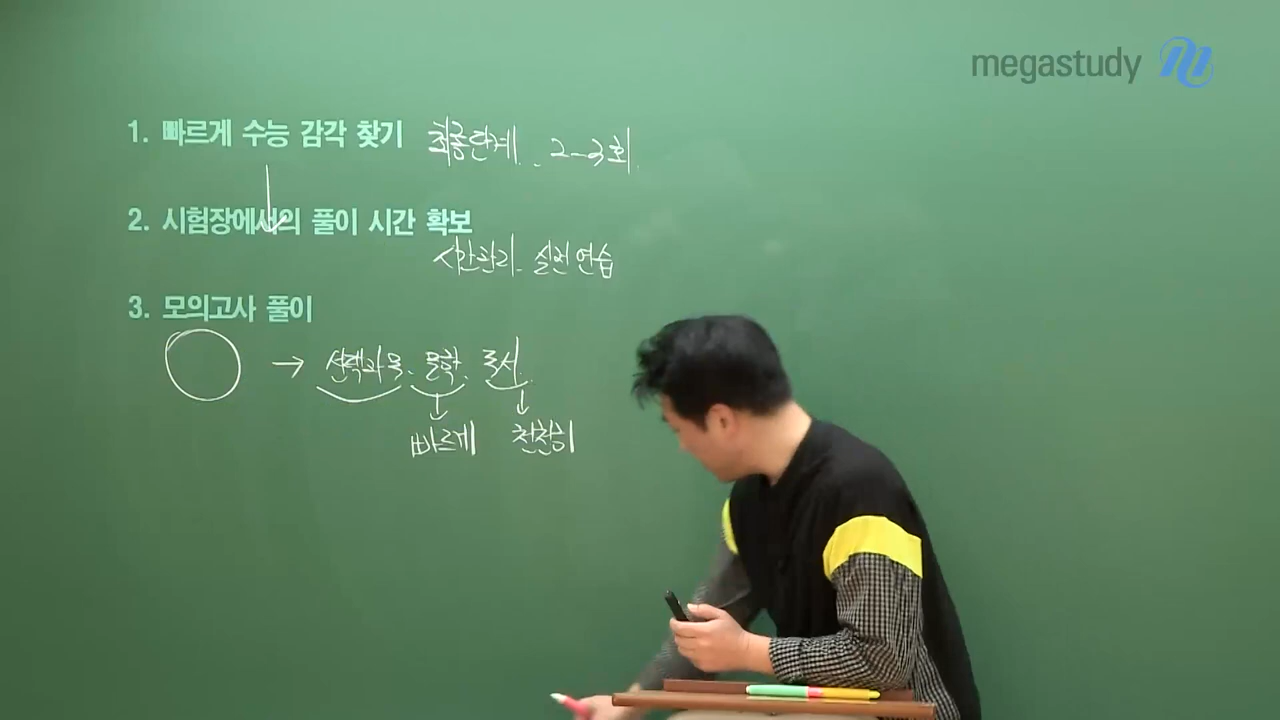 megastudy
1. 빠르게 수능 감각 찾기 최종단계. 2-3회.
2. 시험장에서의 풀이 시간 확보
시간관리. 실전연습
3. 모의고사 풀이
→ 선택과목. 문학. 독서.
빠르게 천천히